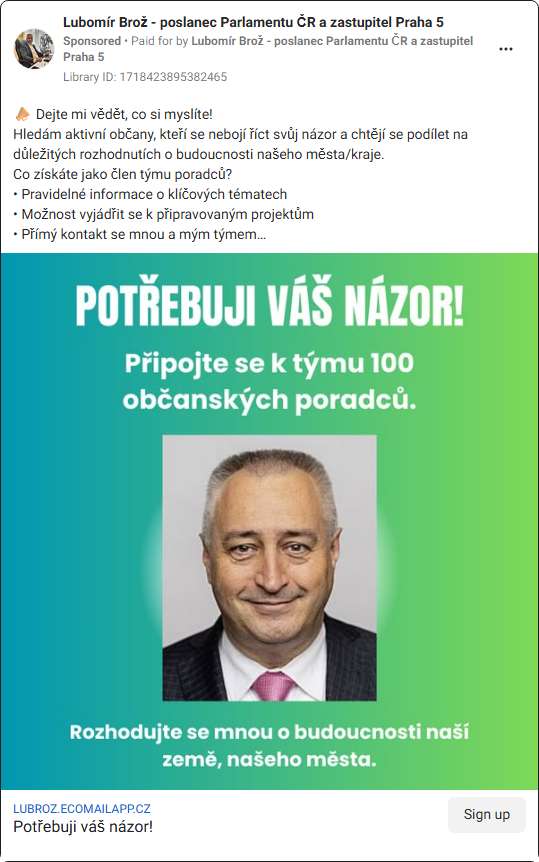 Lubomír Brož - poslanec Parlamentu ČR a zastupitel Praha 5
Sponsored • Paid for by Lubomír Brož - poslanec Parlamentu ČR a zastupitel
Praha 5
Library ID: 1718423895382465
Dejte mi vědět, co si myslíte!
Hledám aktivní občany, kteří se nebojí říct svůj názor a chtějí se podílet na
důležitých rozhodnutích o budoucnosti našeho města/kraje.
Co získáte jako člen týmu poradců?
• Pravidelné informace o klíčových tématech
• Možnost vyjádřit se k připravovaným projektům
• Přímý kontakt se mnou a mým týmem...
POTŘEBUJI VÁŠ NÁZOR!
Připojte se k týmu 100
občanských poradců.
Rozhodujte se mnou o budoucnosti naší
země, našeho města.
LUBROZ.ECOMAILAPP.CZ
Potřebuji váš názor!
Sign up